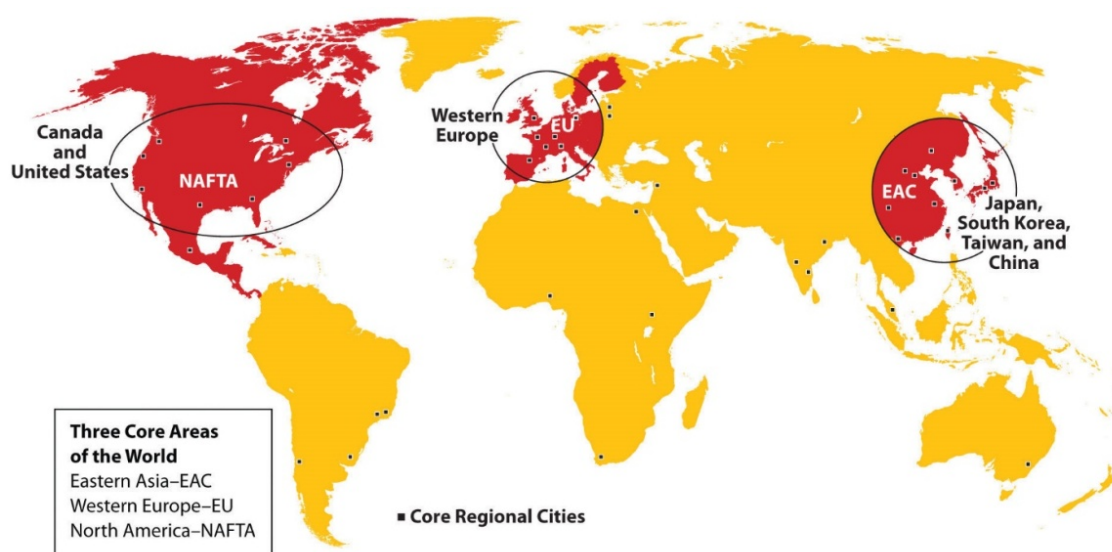 Canada
and
United States
NAFTA
Western
Europe
EU
EAC
Japan,
South Korea,
Taiwan, and
China
Three Core Areas
of the World
Eastern Asia–EAC
Western Europe–EU
North America–NAFTA
Core Regional Cities